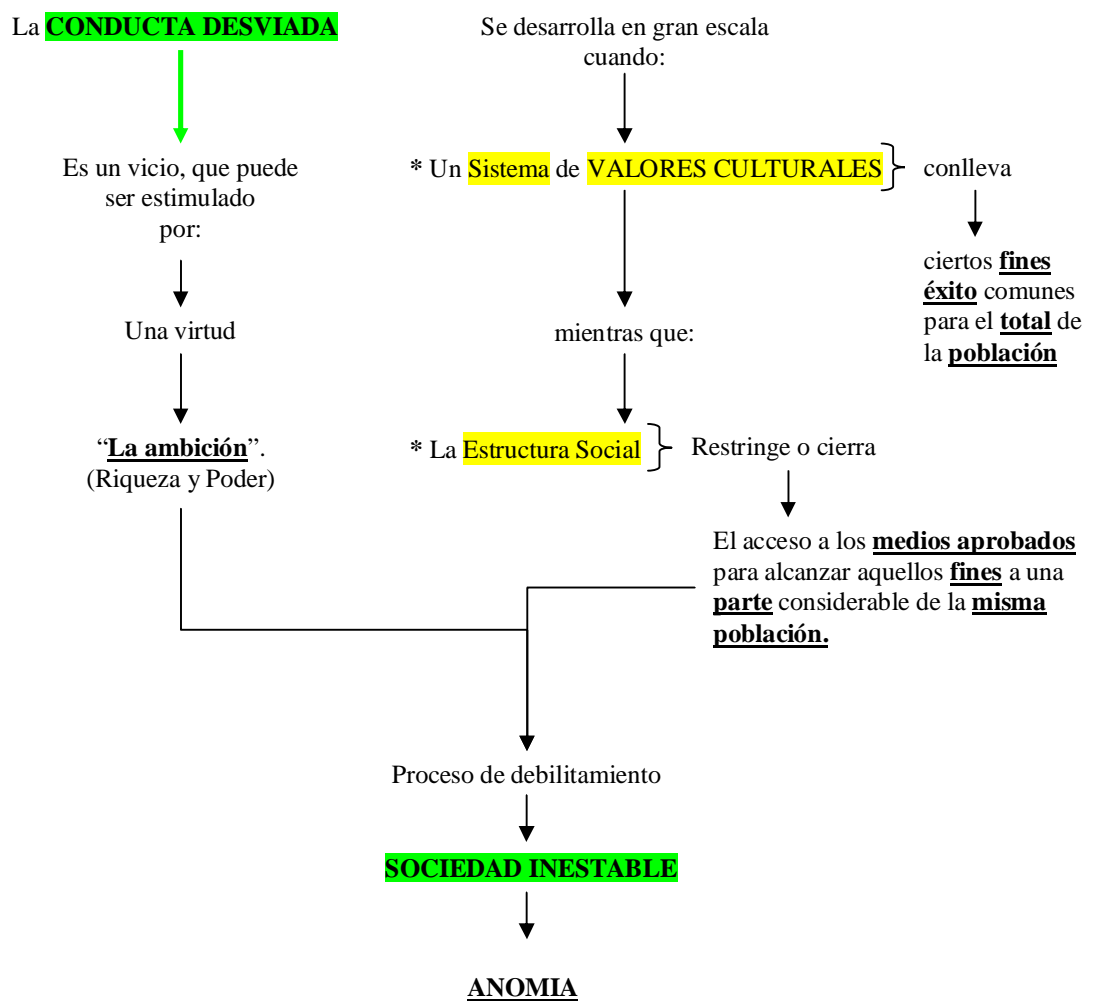 La CONDUCTA DESVIADA
Es un vicio, que puede
ser estimulado
por:
Una virtud
“La ambición”.
(Riqueza y Poder)
Se desarrolla en gran escala
cuando:
* Un Sistema de VALORES CULTURALES
conlleva
ciertos fines
éxito comunes
para el total de
la población
mientras que:
* La Estructura Social
Restringe o cierra
El acceso a los medios aprobados
para alcanzar aquellos fines a una
parte considerable de la misma
población.
Proceso de debilitamiento
SOCIEDAD INESTABLE
ANOMIA